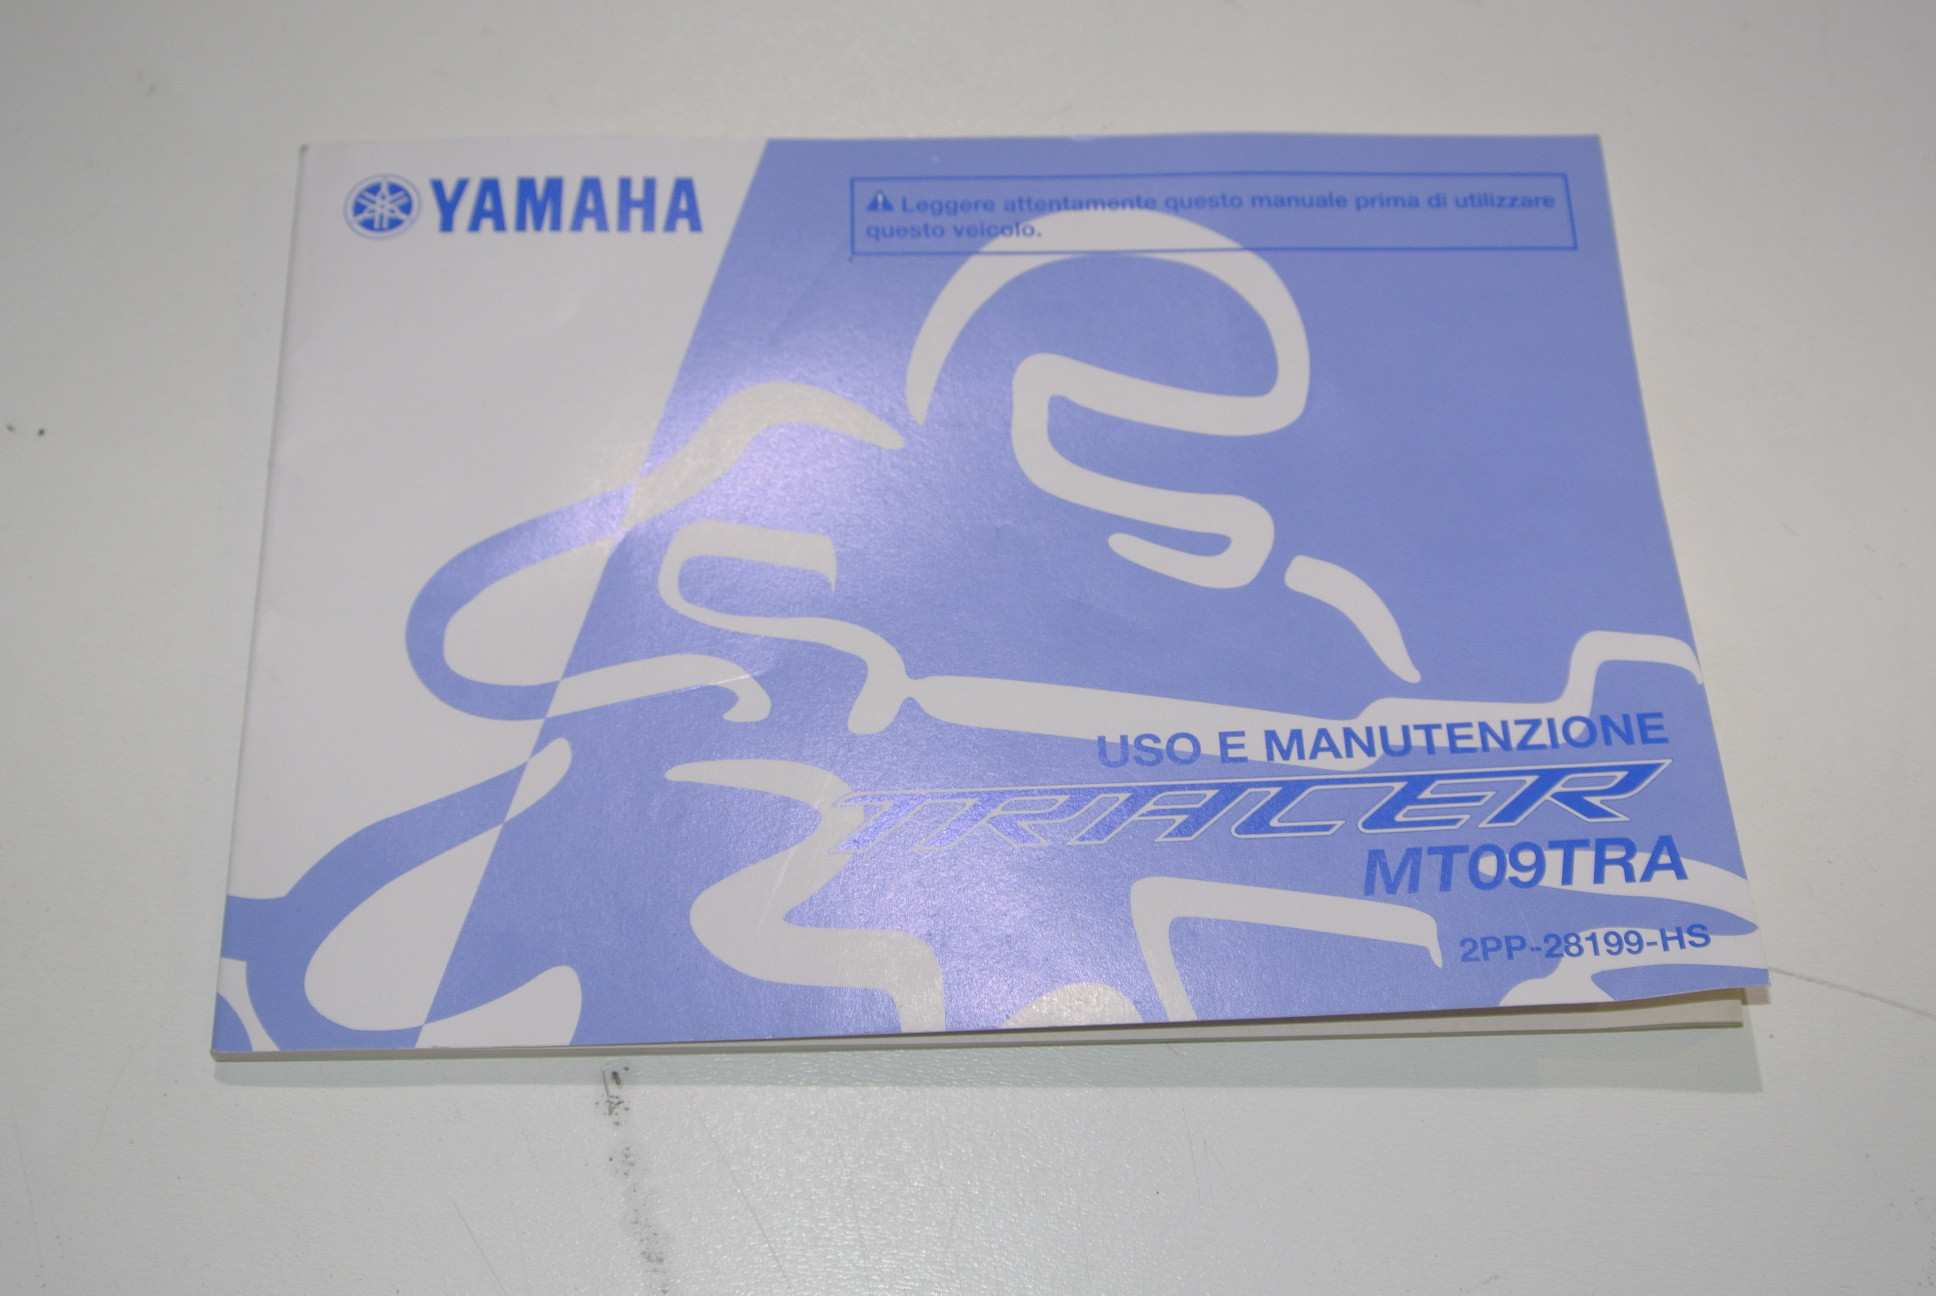 YAMAHA
⚠ Leggere attentamente questo manuale prima di utilizzare
questo veicolo.
USO E MANUTENZIONE
TRACER
MT09TRA
2PP-28199-HS